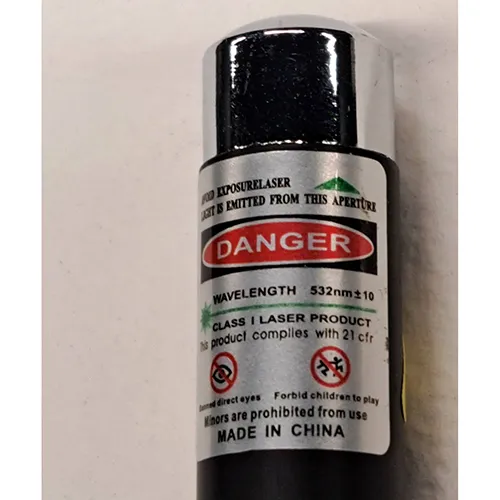 EXPOSURELASER
LIGHT IS EMITTED FROM THIS APERTURE
DANGER
WAVELENGTH 532nm±10
CLASS I LASER PRODUCT
This product complies with 21 cfr
direct eyes Forbid children to play
Minors are prohibited from use
MADE IN CHINA